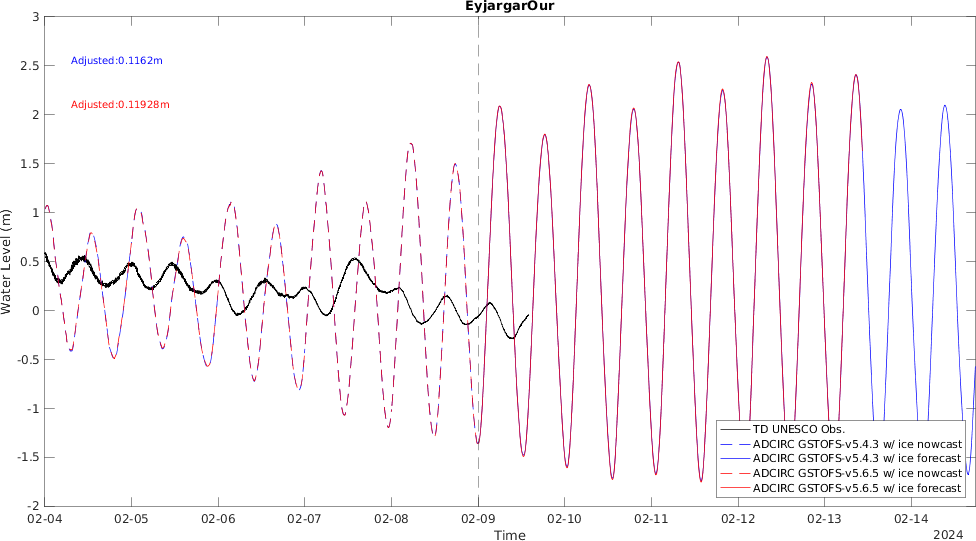 EyjargarOur
3
2.5
2
1.5
1
0.5
0
-0.5
-1
-1.5
-2
Water Level (m)
Adjusted:0.1162m
Adjusted:0.11928m
TD UNESCO Obs.
ADCIRC GSTOFS-v5.4.3 w/ ice nowcast
ADCIRC GSTOFS-v5.4.3 w/ ice forecast
ADCIRC GSTOFS-v5.6.5 w/ ice nowcast
ADCIRC GSTOFS-v5.6.5 w/ ice forecast
02-04 02-05 02-06 02-07 02-08 02-09 02-10 02-11 02-12 02-13 02-14
Time
2024